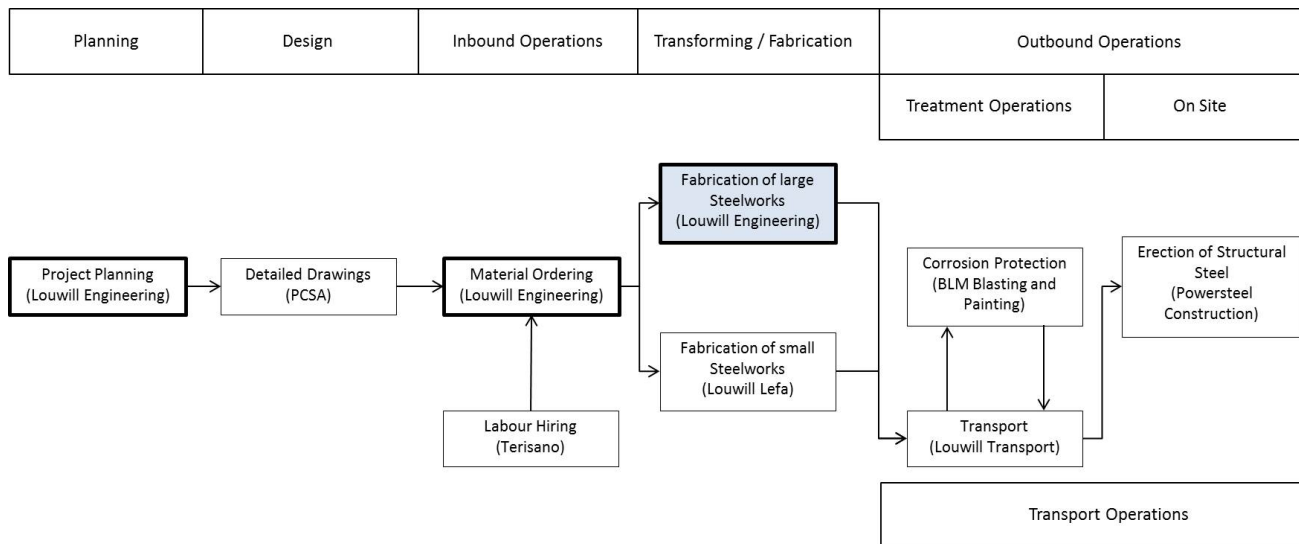 Planning
Design
Inbound Operations
Transforming / Fabrication
Outbound Operations
Treatment Operations
On Site
Fabrication of large
Steelworks
(Louwill Engineering)
Project Planning
(Louwill Engineering)
Detailed Drawings
(PCSA)
Material Ordering
(Louwill Engineering)
Corrosion Protection
(BLM Blasting and
Painting)
Erection of Structural
Steel
(Powersteel
Construction)
Fabrication of small
Steelworks
(Louwill Lefa)
Labour Hiring
(Terisano)
Transport
(Louwill Transport)
Transport Operations